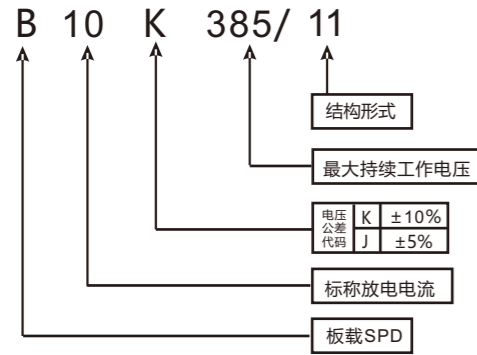 B 10 K 385/ 11
结构形式
最大持续工作电压
电压公差代码 K ±10%
J ±5%
标称放电电流
板载SPD